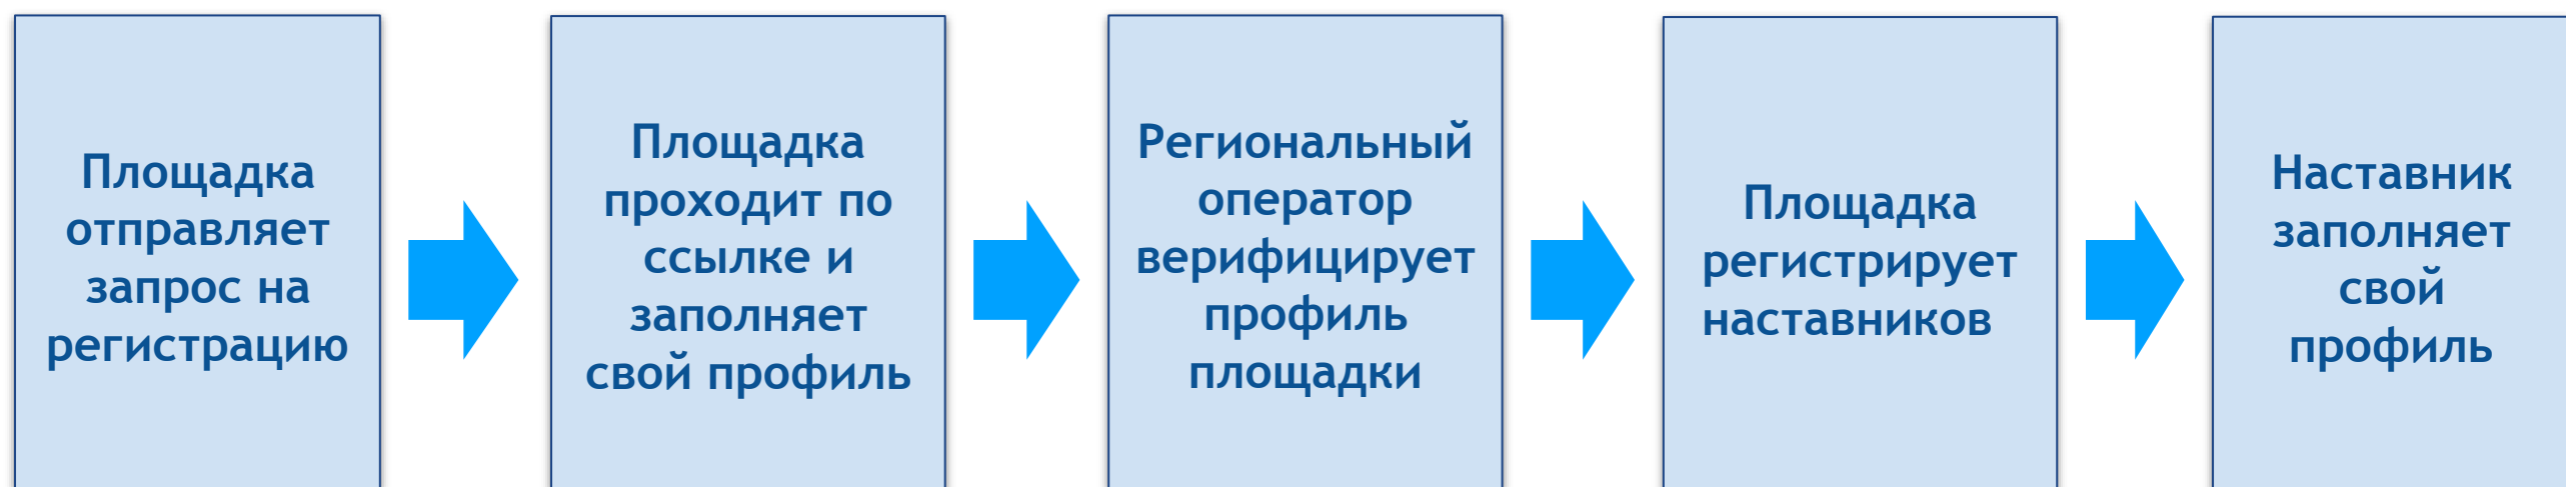 Площадка
отправляет
запрос на
регистрацию
Площадка
проходит по
ссылке и
заполняет
свой профиль
Региональный
оператор
верифицирует
профиль
площадки
Площадка
регистрирует
наставников
Наставник
заполняет
свой
профиль